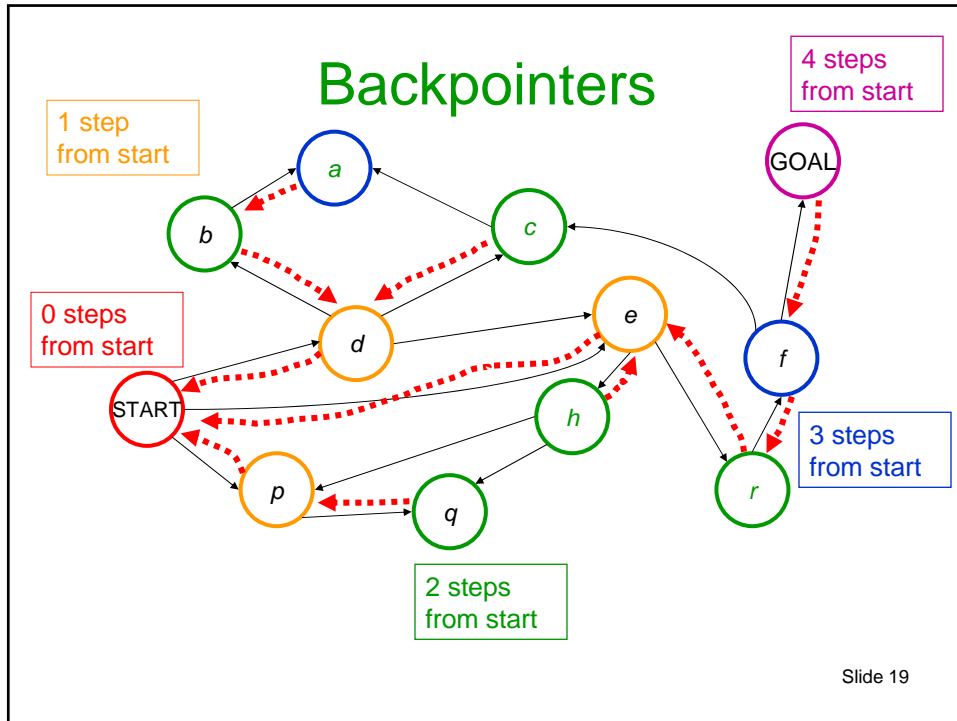 Backpointers
4 steps
from start
1 step
from start
a
GOAL
b
c
0 steps
from start
d
e
f
START
h
3 steps
from start
p
q
r
2 steps
from start
Slide 19